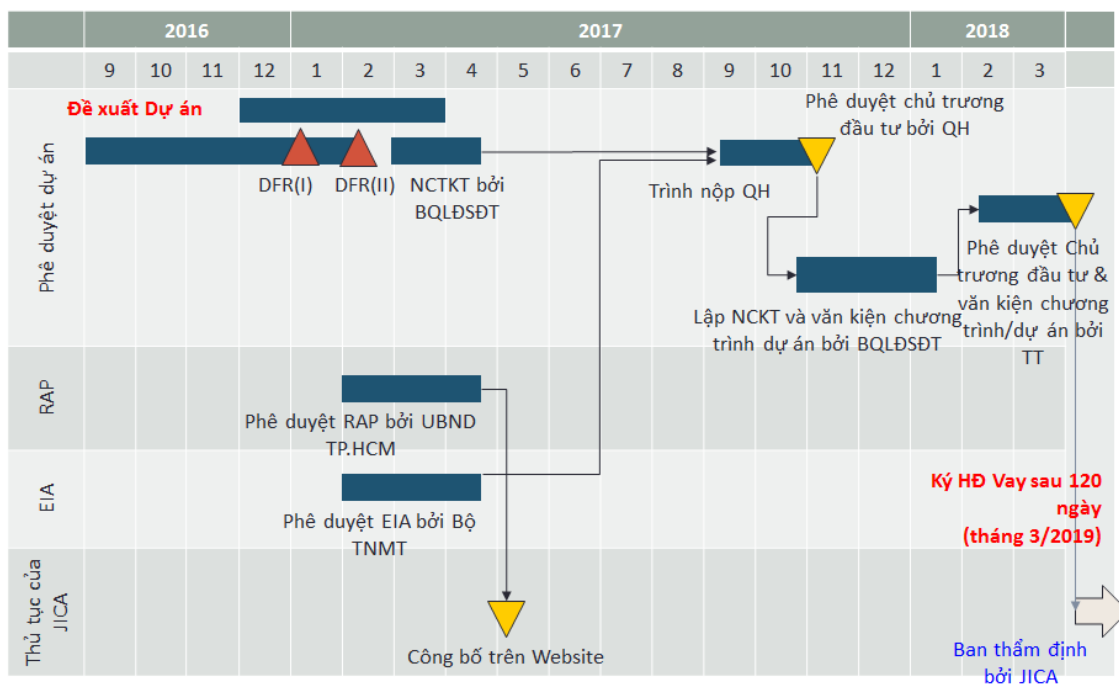 2016 2017 2018
9 10 11 12 1 2 3 4 5 6 7 8 9 10 11 12 1 2 3
Phê duyệt dự án
Đề xuất Dự án
DFR(I)
DFR(II)
NCTKT bởi
BQLĐSĐT
Trình nộp QH
Phê duyệt chủ trương
đầu tư bởi QH
Lập NCKT và văn kiện chương
trình dự án bởi BQLĐSĐT
Phê duyệt Chủ
trương đầu tư &
văn kiện chương
trình/dự án bởi
TT
RAP
Phê duyệt RAP bởi UBND
TP.HCM
EIA
Phê duyệt EIA bởi Bộ
TNMT
Ký HĐ Vay sau 120
ngày
(tháng 3/2019)
Thủ tục của
JICA
Công bố trên Website
Ban thẩm định
bởi JICA